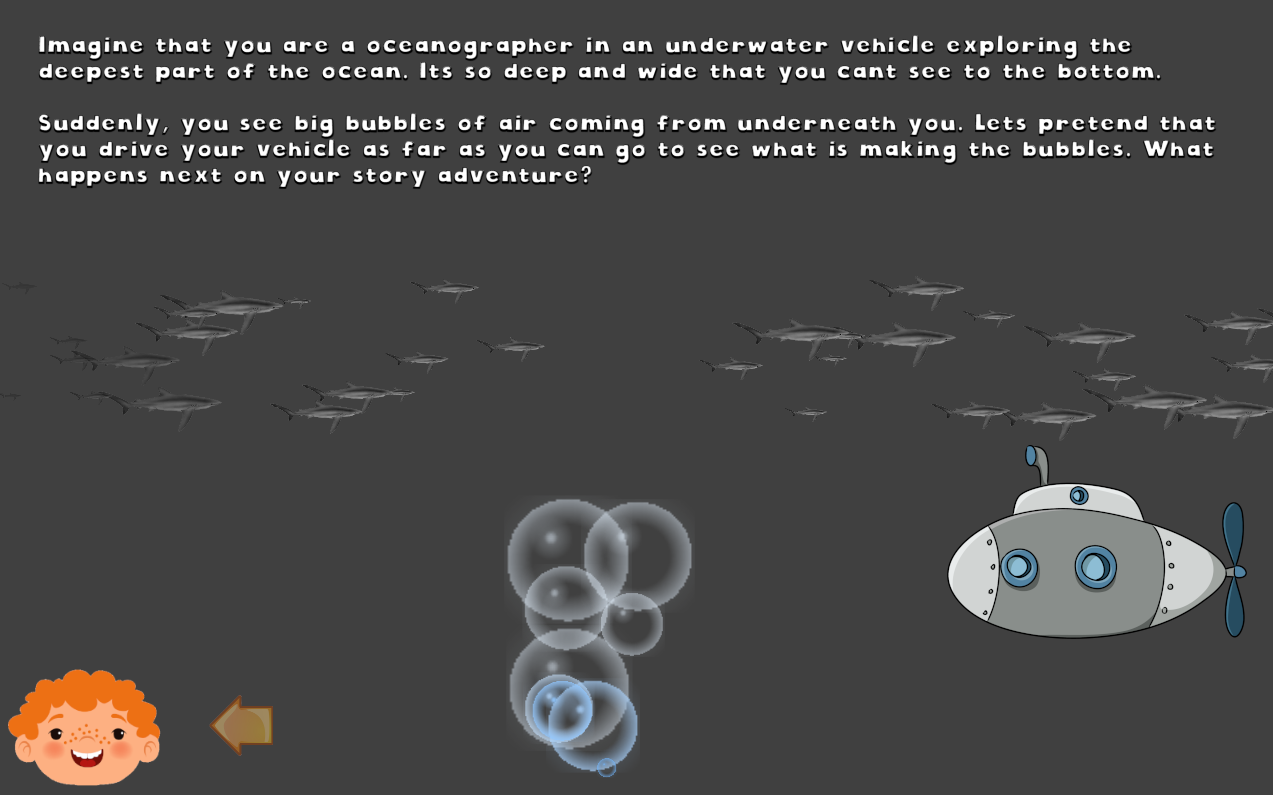 Imagine that you are a oceanographer in an underwater vehicle exploring the
deepest part of the ocean. Its so deep and wide that you cant see to the bottom.
Suddenly, you see big bubbles of air coming from underneath you. Lets pretend that
you drive your vehicle as far as you can go to see what is making the bubbles. What
happens next on your story adventure?